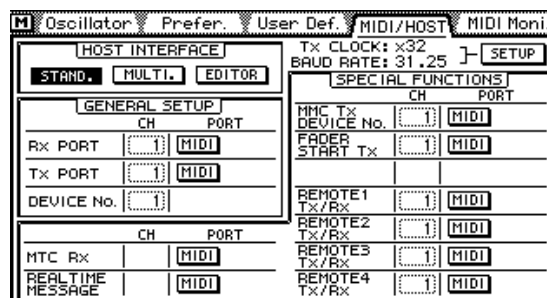 M Oscillator Prefer. User Def. MIDI/HOST MIDI Moni
HOST INTERFACE
STAND. MULTI. EDITOR
Tx CLOCK: x32
BAUD RATE: 31.25
SETUP
GENERAL SETUP
CH PORT
Rx PORT 1 MIDI
Tx PORT 1 MIDI
DEVICE No. 1
CH PORT
MTC Rx MIDI
REALTIME
MESSAGE MIDI
SPECIAL FUNCTIONS
CH PORT
MMC Tx
DEVICE No. 1 MIDI
FADER
START Tx 1 MIDI
REMOTE1
Tx/Rx 1 MIDI
REMOTE2
Tx/Rx 1 MIDI
REMOTE3
Tx/Rx 1 MIDI
REMOTE4
Tx/Rx 1 MIDI